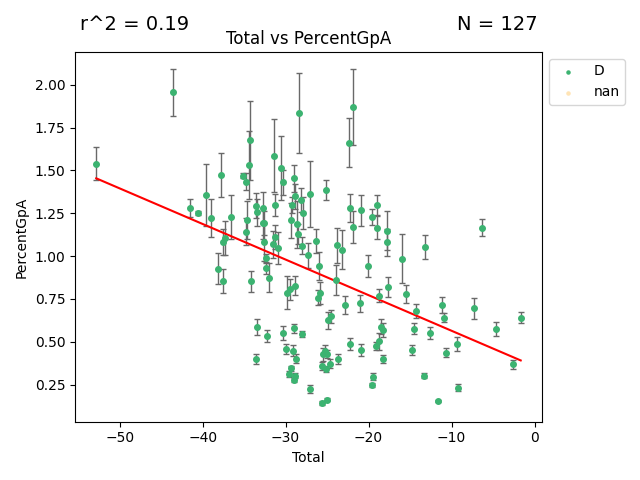 r^2 = 0.19
N = 127
Total vs PercentGpA
D
nan
2.00
1.75
1.50
1.25
1.00
0.75
0.50
0.25
PercentGpA
−50
−40
−30
−20
−10
0
Total